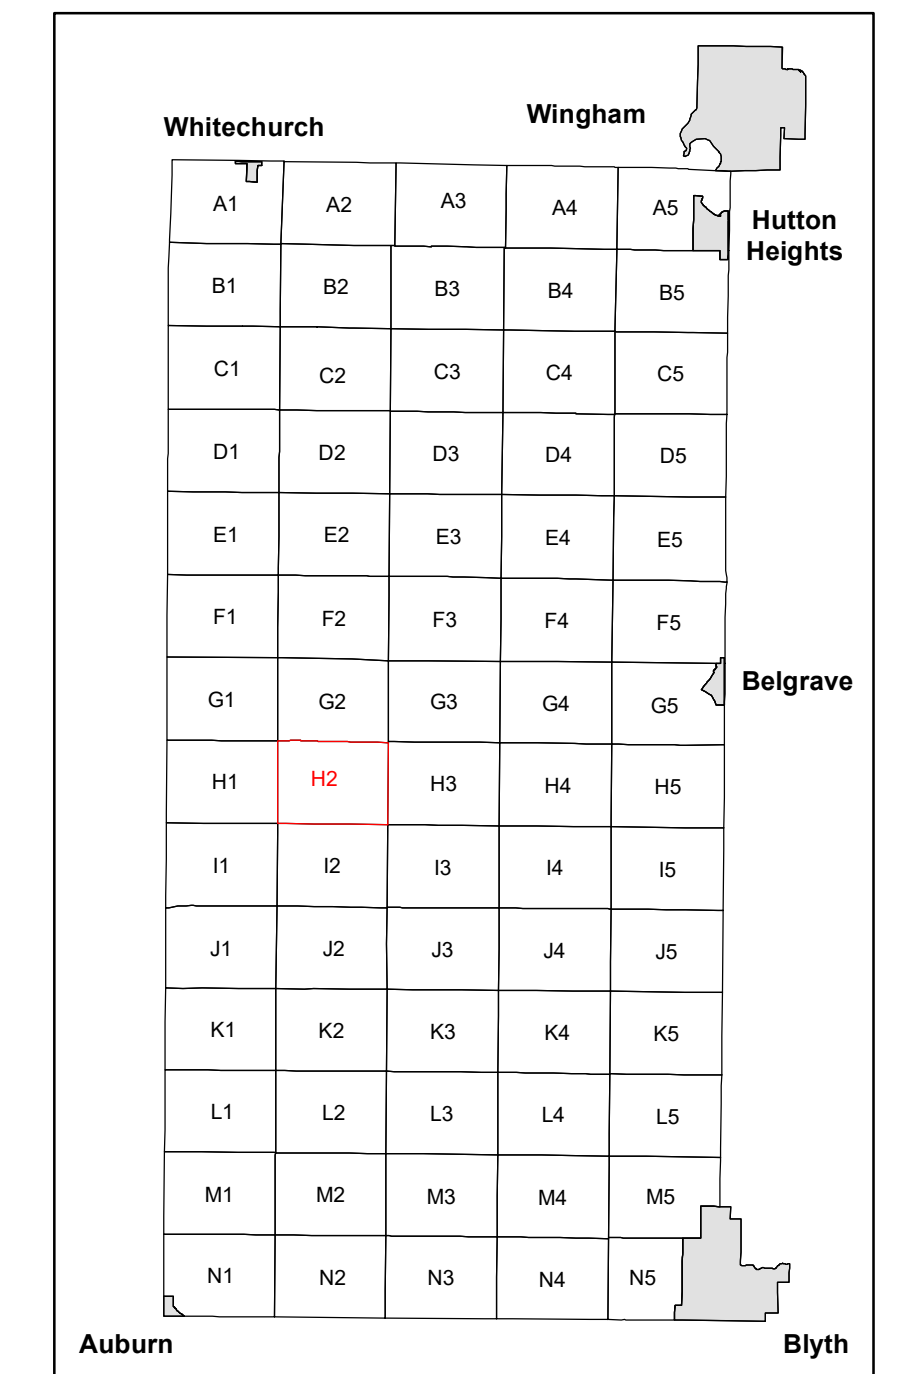 Wingham
Whitechurch
A1 A2 A3 A4 A5
Hutton
Heights
B1 B2 B3 B4 B5
C1 C2 C3 C4 C5
D1 D2 D3 D4 D5
E1 E2 E3 E4 E5
F1 F2 F3 F4 F5
G1 G2 G3 G4 G5
Belgrave
H1 H2 H3 H4 H5
I1 I2 I3 I4 I5
J1 J2 J3 J4 J5
K1 K2 K3 K4 K5
L1 L2 L3 L4 L5
M1 M2 M3 M4 M5
N1 N2 N3 N4 N5
Auburn
Blyth